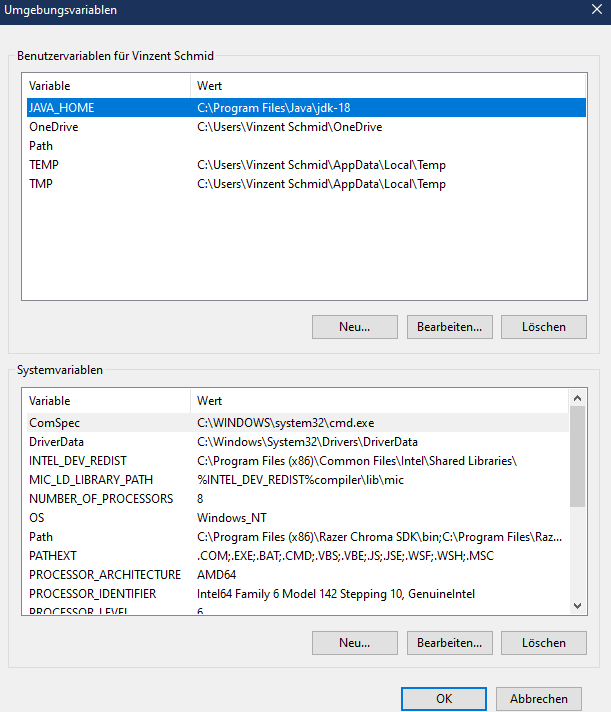 Umgebungsvariablen
Benutzervariablen für Vinzent Schmid
Variable Wert
JAVA_HOME C:\Program Files\Java\jdk-18
OneDrive C:\Users\Vinzent Schmid\OneDrive
Path
TEMP C:\Users\Vinzent Schmid\AppData\Local\Temp
TMP C:\Users\Vinzent Schmid\AppData\Local\Temp
Neu... Bearbeiten... Löschen
Systemvariablen
Variable Wert
ComSpec C:\WINDOWS\system32\cmd.exe
DriverData C:\Windows\System32\Drivers\DriverData
INTEL_DEV_REDIST C:\Program Files (x86)\Common Files\Intel\Shared Libraries\
MIC_LD_LIBRARY_PATH %INTEL_DEV_REDIST%compiler\lib\mic
NUMBER_OF_PROCESSORS 8
OS Windows_NT
Path C:\Program Files (x86)\Razer Chroma SDK\bin;C:\Program Files\Raz...
PATHEXT .COM;.EXE;.BAT;.CMD;.VBS;.VBE;.JS;.JSE;.WSF;.WSH;.MSC
PROCESSOR_ARCHITECTURE AMD64
PROCESSOR_IDENTIFIER Intel64 Family 6 Model 142 Stepping 10, GenuineIntel
PROCESSOR_LEVEL 6
Neu... Bearbeiten... Löschen
OK Abbrechen